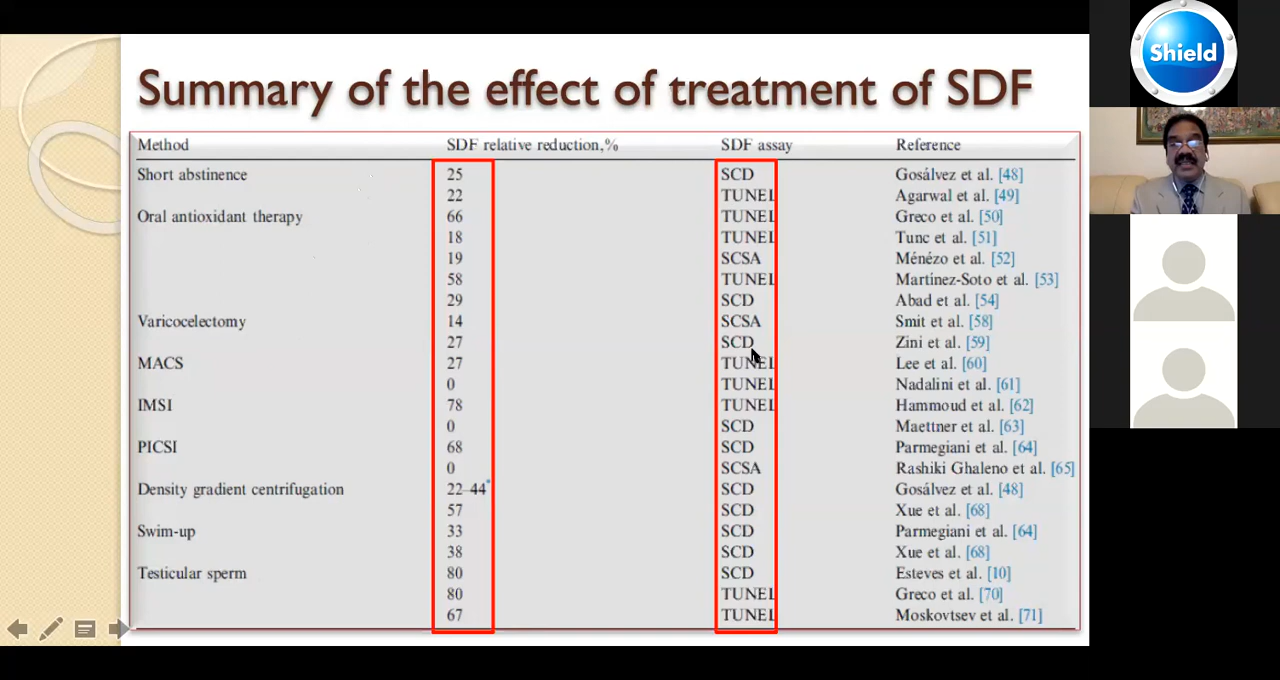 Summary of the effect of treatment of SDF
Method SDF relative reduction,% SDF assay Reference
Short abstinence 25 SCD Gosálvez et al. [48]
22 TUNEL Agarwal et al. [49]
Oral antioxidant therapy 66 TUNEL Greco et al. [50]
18 TUNEL Tunc et al. [51]
19 SCSA Ménézo et al. [52]
58 TUNEL Martínez-Soto et al. [53]
29 SCD Abad et al. [54]
Varicocelectomy 14 SCSA Smit et al. [58]
27 SCD Zini et al. [59]
MACS 27 TUNEL Lee et al. [60]
0 TUNEL Nadalini et al. [61]
IMSI 78 TUNEL Hammoud et al. [62]
0 SCD Maettner et al. [63]
PICSI 68 SCD Parmegiani et al. [64]
0 SCSA Rashiki Ghaleno et al. [65]
Density gradient centrifugation 22–44* SCD Gosálvez et al. [48]
57 SCD Xue et al. [68]
Swim-up 33 SCD Parmegiani et al. [64]
38 SCD Xue et al. [68]
Testicular sperm 80 SCD Esteves et al. [10]
80 TUNEL Greco et al. [70]
67 TUNEL Moskovtsev et al. [71]
Shield